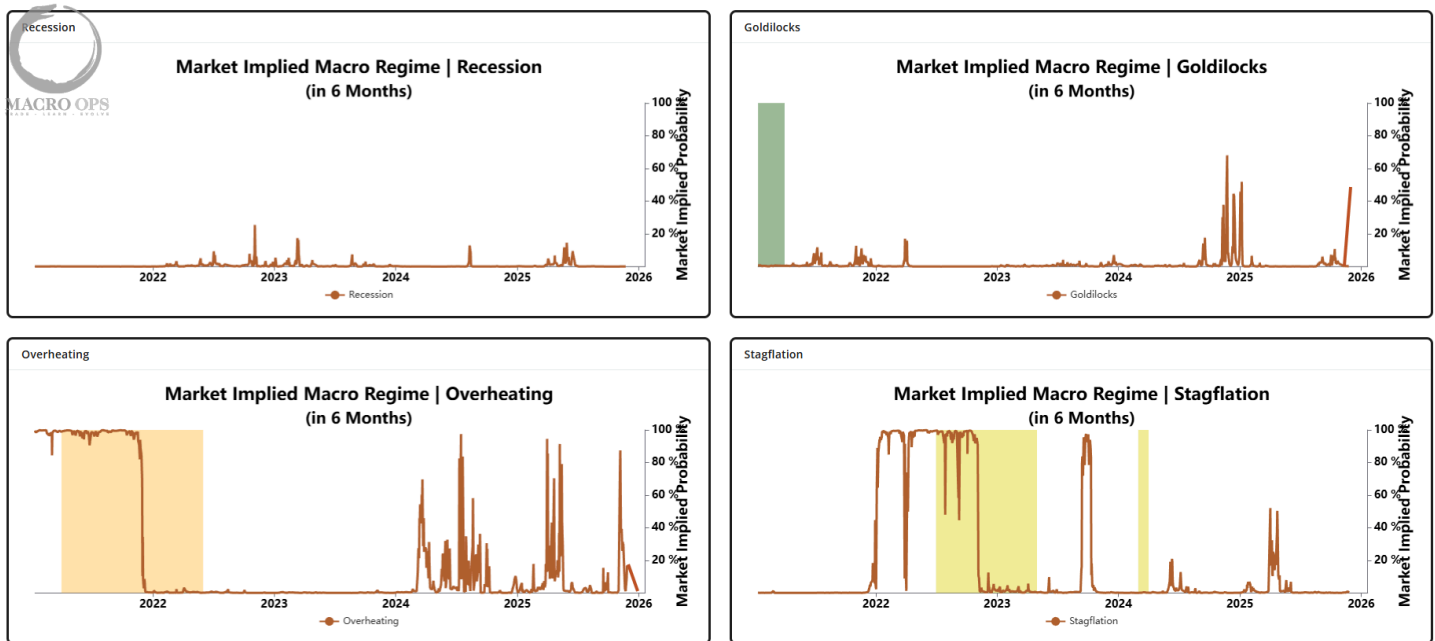 Recession
MACRO OPS
TRADE - LEARN - EVOLVE
Market Implied Macro Regime | Recession
(in 6 Months)
100 %
80 %
60 %
40 %
20 %
Market Implied Probability
2022
2023
2024
2025
2026
Recession
Goldilocks
Market Implied Macro Regime | Goldilocks
(in 6 Months)
100 %
80 %
60 %
40 %
20 %
Market Implied Probability
2022
2023
2024
2025
2026
Goldilocks
Overheating
Market Implied Macro Regime | Overheating
(in 6 Months)
100 %
80 %
60 %
40 %
20 %
Market Implied Probability
2022
2023
2024
2025
2026
Overheating
Stagflation
Market Implied Macro Regime | Stagflation
(in 6 Months)
100 %
80 %
60 %
40 %
20 %
Market Implied Probability
2022
2023
2024
2025
2026
Stagflation